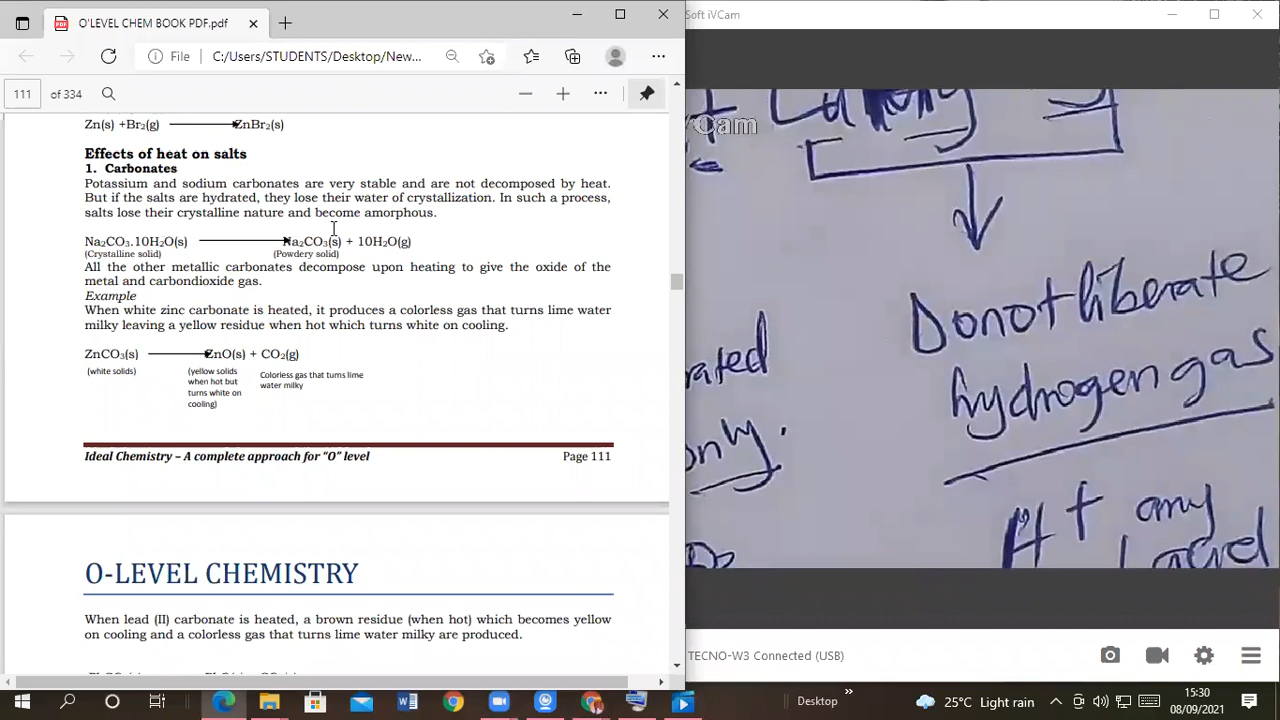 O'LEVEL CHEM BOOK PDF.pdf
Soft iVCam
File C:/Users/STUDENTS/Desktop/New...
111 of 334
Zn(s) +Br₂(g) ZnBr₂(s)
Effects of heat on salts
1. Carbonates
Potassium and sodium carbonates are very stable and are not decomposed by heat.
But if the salts are hydrated, they lose their water of crystallization. In such a process,
salts lose their crystalline nature and become amorphous.
Na₂CO₃.10H₂O(s) Na₂CO₃(s) + 10H₂O(g)
(Crystalline solid) (Powdery solid)
All the other metallic carbonates decompose upon heating to give the oxide of the
metal and carbondioxide gas.
Example
When white zinc carbonate is heated, it produces a colorless gas that turns lime water
milky leaving a yellow residue when hot which turns white on cooling.
ZnCO₃(s) ZnO(s) + CO₂(g)
(white solids) (yellow solids when hot but turns white on cooling) Colorless gas that turns lime water milky
Ideal Chemistry – A complete approach for "O" level Page 111
O-LEVEL CHEMISTRY
When lead (II) carbonate is heated, a brown residue (when hot) which becomes yellow
on cooling and a colorless gas that turns lime water milky are produced.
vCam
Do not liberate
hydrogen gas
rated
only.
+ any
acid
TECNO-W3 Connected (USB)
Desktop
25°C Light rain
15:30
08/09/2021